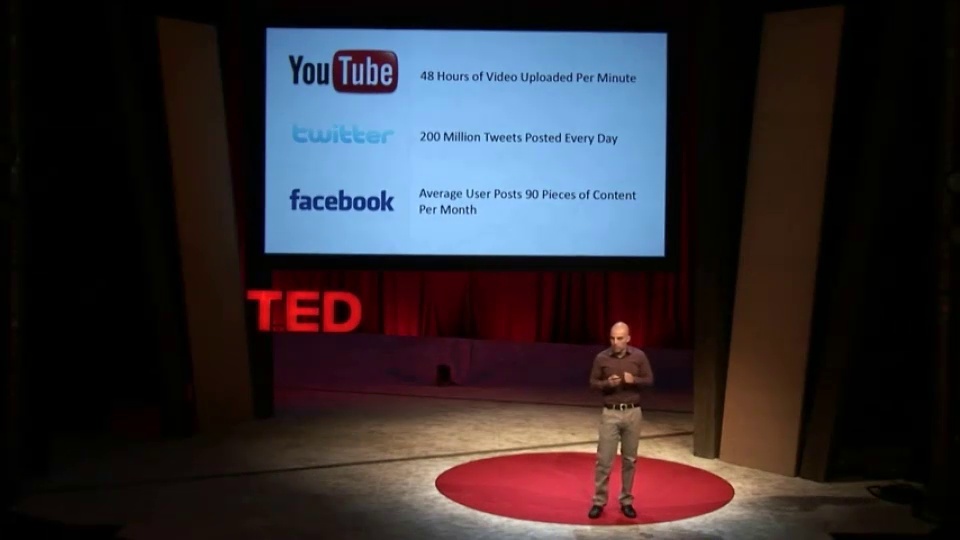 YouTube
48 Hours of Video Uploaded Per Minute
twitter
200 Million Tweets Posted Every Day
facebook
Average User Posts 90 Pieces of Content
Per Month
TED